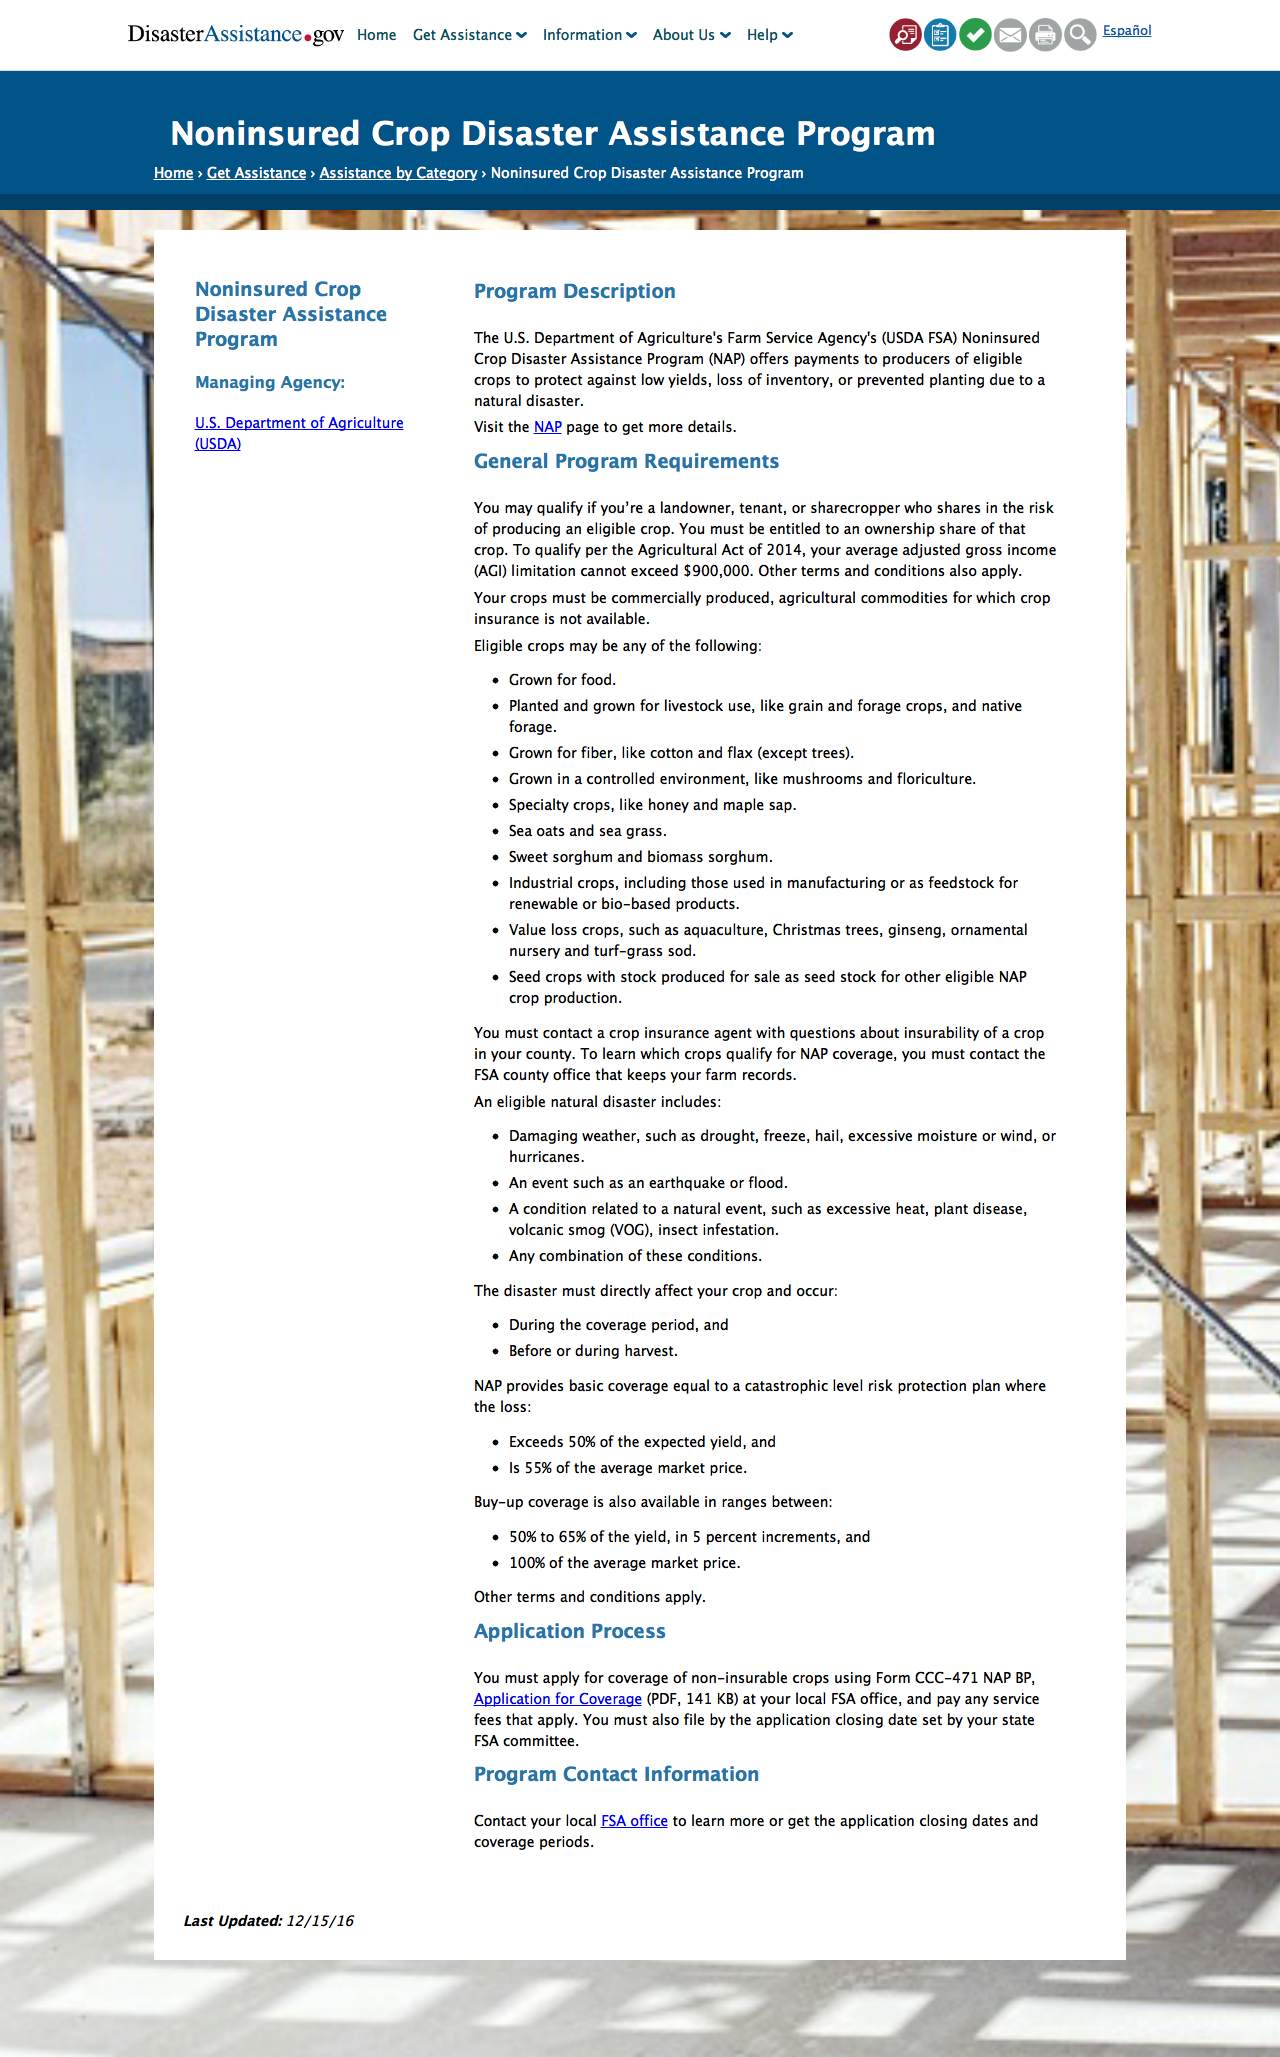 DisasterAssistance.gov Home Get Assistance Information About Us Help Español
Noninsured Crop Disaster Assistance Program
Home › Get Assistance › Assistance by Category › Noninsured Crop Disaster Assistance Program
Noninsured Crop
Disaster Assistance
Program
Managing Agency:
U.S. Department of Agriculture
(USDA)
Program Description
The U.S. Department of Agriculture's Farm Service Agency's (USDA FSA) Noninsured
Crop Disaster Assistance Program (NAP) offers payments to producers of eligible
crops to protect against low yields, loss of inventory, or prevented planting due to a
natural disaster.
Visit the NAP page to get more details.
General Program Requirements
You may qualify if you’re a landowner, tenant, or sharecropper who shares in the risk
of producing an eligible crop. You must be entitled to an ownership share of that
crop. To qualify per the Agricultural Act of 2014, your average adjusted gross income
(AGI) limitation cannot exceed $900,000. Other terms and conditions also apply.
Your crops must be commercially produced, agricultural commodities for which crop
insurance is not available.
Eligible crops may be any of the following:
• Grown for food.
• Planted and grown for livestock use, like grain and forage crops, and native
forage.
• Grown for fiber, like cotton and flax (except trees).
• Grown in a controlled environment, like mushrooms and floriculture.
• Specialty crops, like honey and maple sap.
• Sea oats and sea grass.
• Sweet sorghum and biomass sorghum.
• Industrial crops, including those used in manufacturing or as feedstock for
renewable or bio-based products.
• Value loss crops, such as aquaculture, Christmas trees, ginseng, ornamental
nursery and turf-grass sod.
• Seed crops with stock produced for sale as seed stock for other eligible NAP
crop production.
You must contact a crop insurance agent with questions about insurability of a crop
in your county. To learn which crops qualify for NAP coverage, you must contact the
FSA county office that keeps your farm records.
An eligible natural disaster includes:
• Damaging weather, such as drought, freeze, hail, excessive moisture or wind, or
hurricanes.
• An event such as an earthquake or flood.
• A condition related to a natural event, such as excessive heat, plant disease,
volcanic smog (VOG), insect infestation.
• Any combination of these conditions.
The disaster must directly affect your crop and occur:
• During the coverage period, and
• Before or during harvest.
NAP provides basic coverage equal to a catastrophic level risk protection plan where
the loss:
• Exceeds 50% of the expected yield, and
• Is 55% of the average market price.
Buy-up coverage is also available in ranges between:
• 50% to 65% of the yield, in 5 percent increments, and
• 100% of the average market price.
Other terms and conditions apply.
Application Process
You must apply for coverage of non-insurable crops using Form CCC-471 NAP BP,
Application for Coverage (PDF, 141 KB) at your local FSA office, and pay any service
fees that apply. You must also file by the application closing date set by your state
FSA committee.
Program Contact Information
Contact your local FSA office to learn more or get the application closing dates and
coverage periods.
Last Updated: 12/15/16